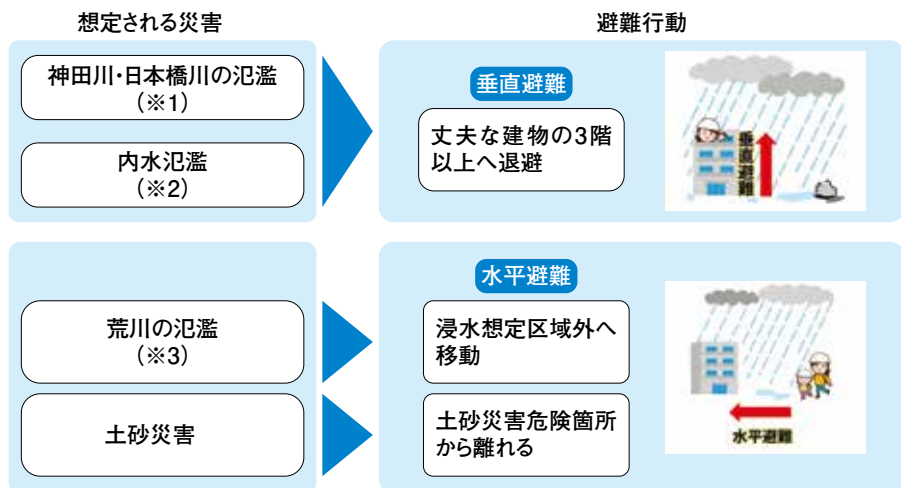 想定される災害
避難行動
神田川・日本橋川の氾濫
(※1)
内水氾濫
(※2)
垂直避難
丈夫な建物の3階
以上へ退避
垂直避難
荒川の氾濫
(※3)
土砂災害
水平避難
浸水想定区域外へ
移動
土砂災害危険箇所
から離れる
水平避難